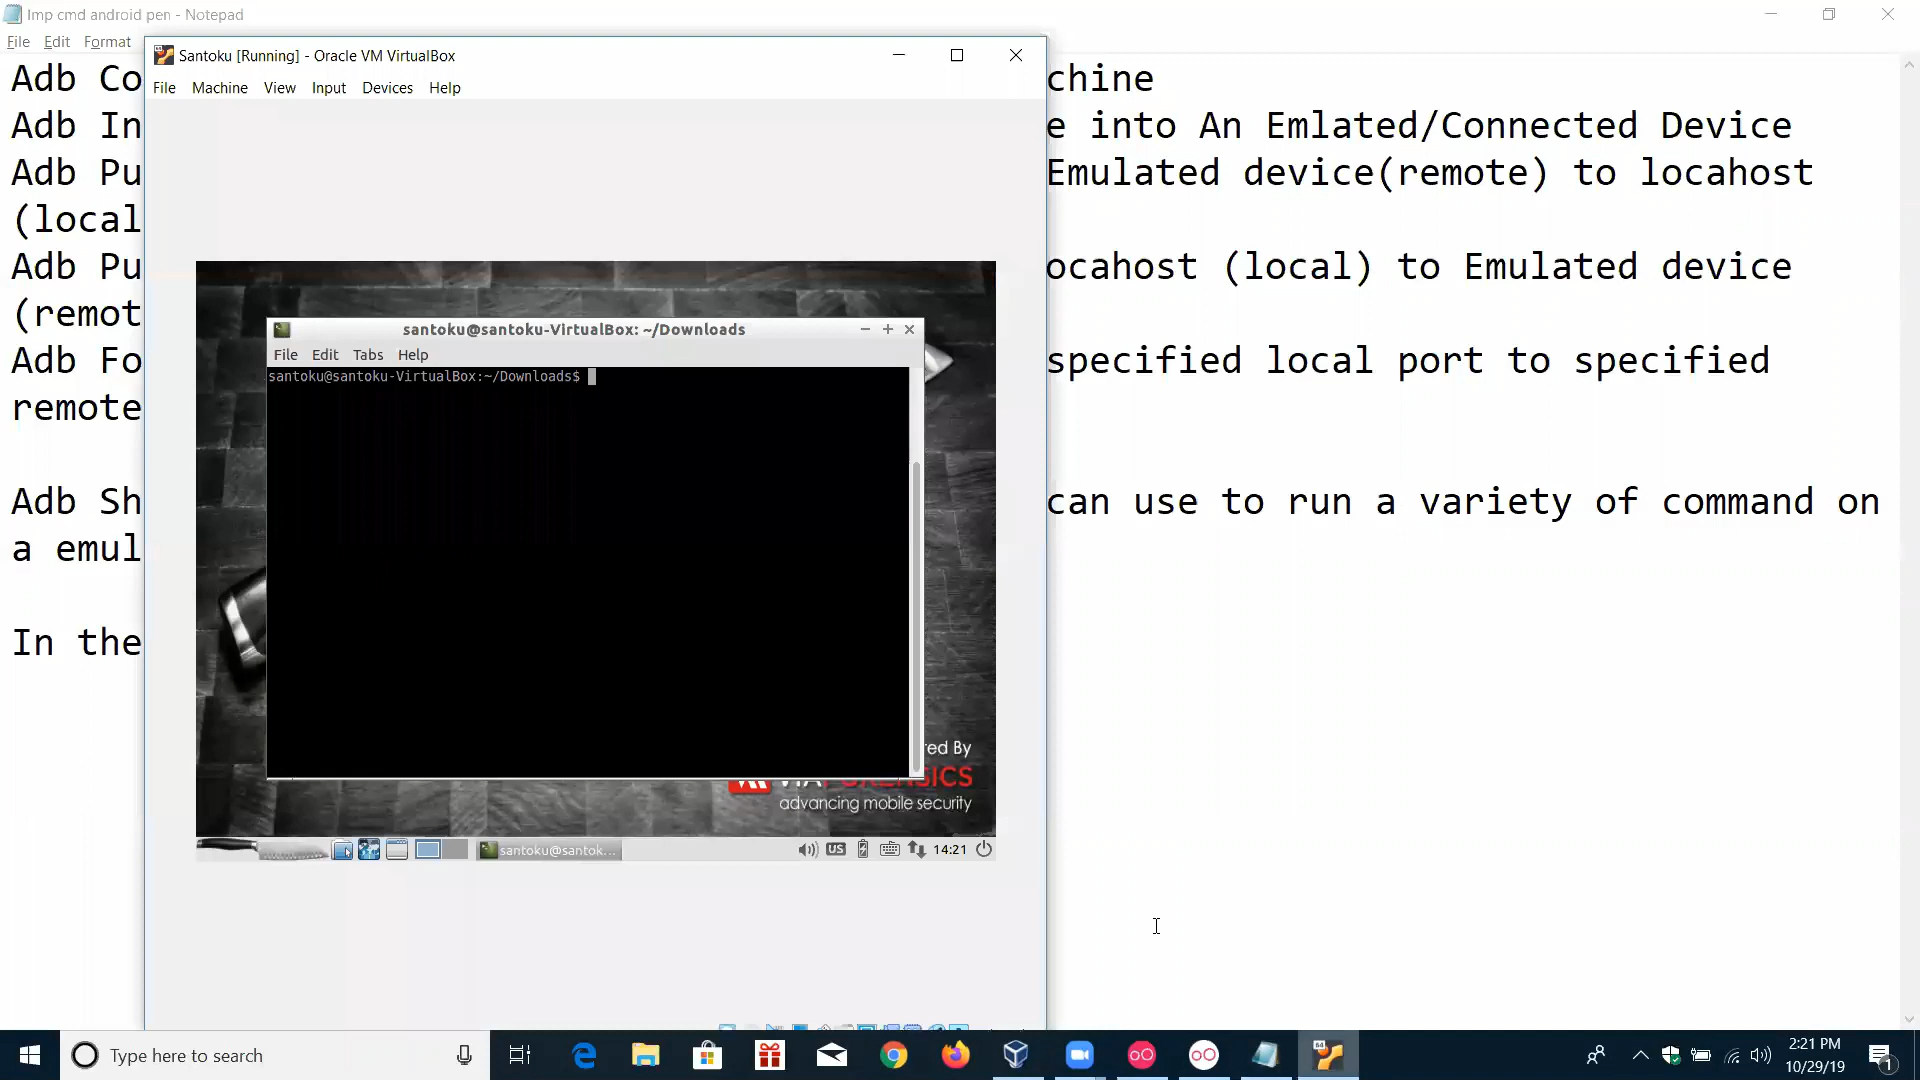 Imp cmd android pen - Notepad
File Edit Format
Adb Co
chine
Adb In
e into An Emlated/Connected Device
Adb Pu
Emulated device(remote) to locahost
(local
Adb Pu
ocahost (local) to Emulated device
(remot
Adb Fo
specified local port to specified
remote
Adb Sh
can use to run a variety of command on
a emul
In the
Santoku [Running] - Oracle VM VirtualBox
File Machine View Input Devices Help
santoku@santoku-VirtualBox: ~/Downloads
File Edit Tabs Help
santoku@santoku-VirtualBox:~/Downloads$
red By
advancing mobile security
santoku@santok...
US
14:21
Type here to search
2:21 PM
10/29/19
1